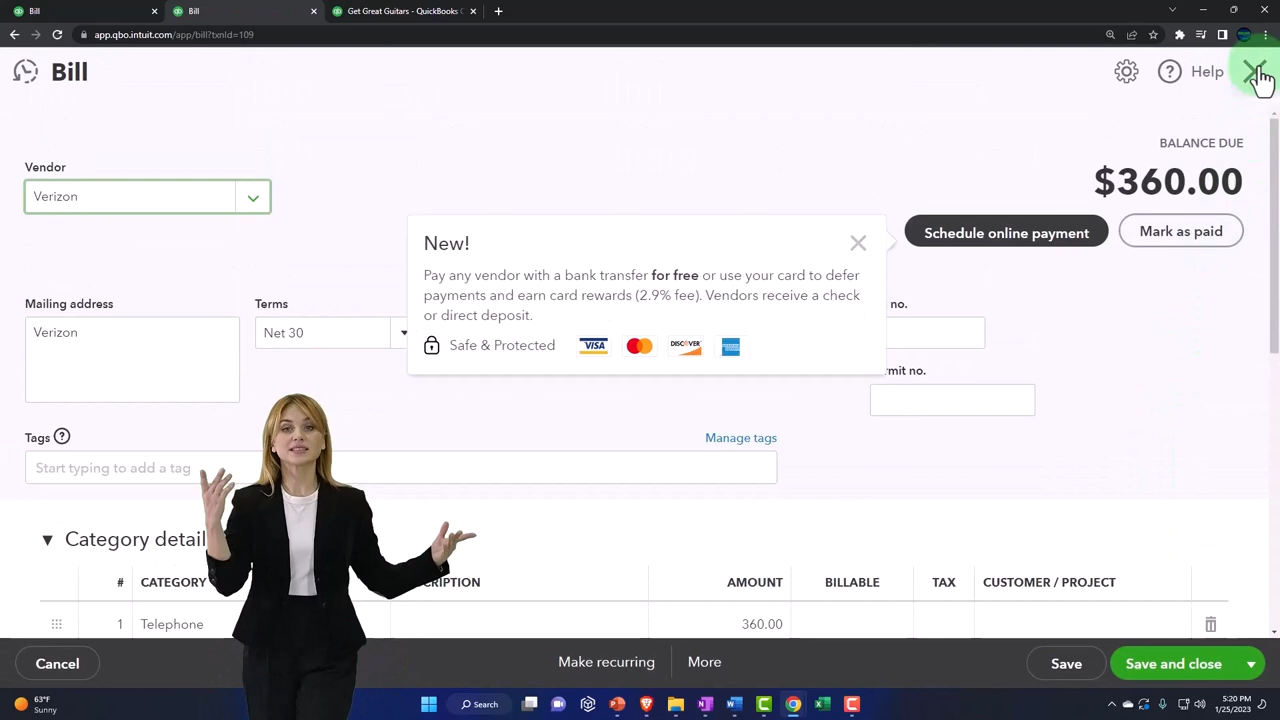 Bill
Bill
Get Great Guitars - QuickBooks C
app.qbo.intuit.com/app/bill?txnId=109
Bill
Help
BALANCE DUE
$360.00
Vendor
Verizon
Schedule online payment
Mark as paid
New!
Pay any vendor with a bank transfer for free or use your card to defer
payments and earn card rewards (2.9% fee). Vendors receive a check
or direct deposit.
Safe & Protected
VISA
DISCOVER
Mailing address
Terms
no.
Verizon
Net 30
mit no.
Tags
Manage tags
Start typing to add a tag
Category detail
# CATEGORY CRIPTION AMOUNT BILLABLE TAX CUSTOMER / PROJECT
1 Telephone 360.00
Cancel
Make recurring
More
Save
Save and close
63°F
Sunny
Search
5:20 PM
1/25/2023